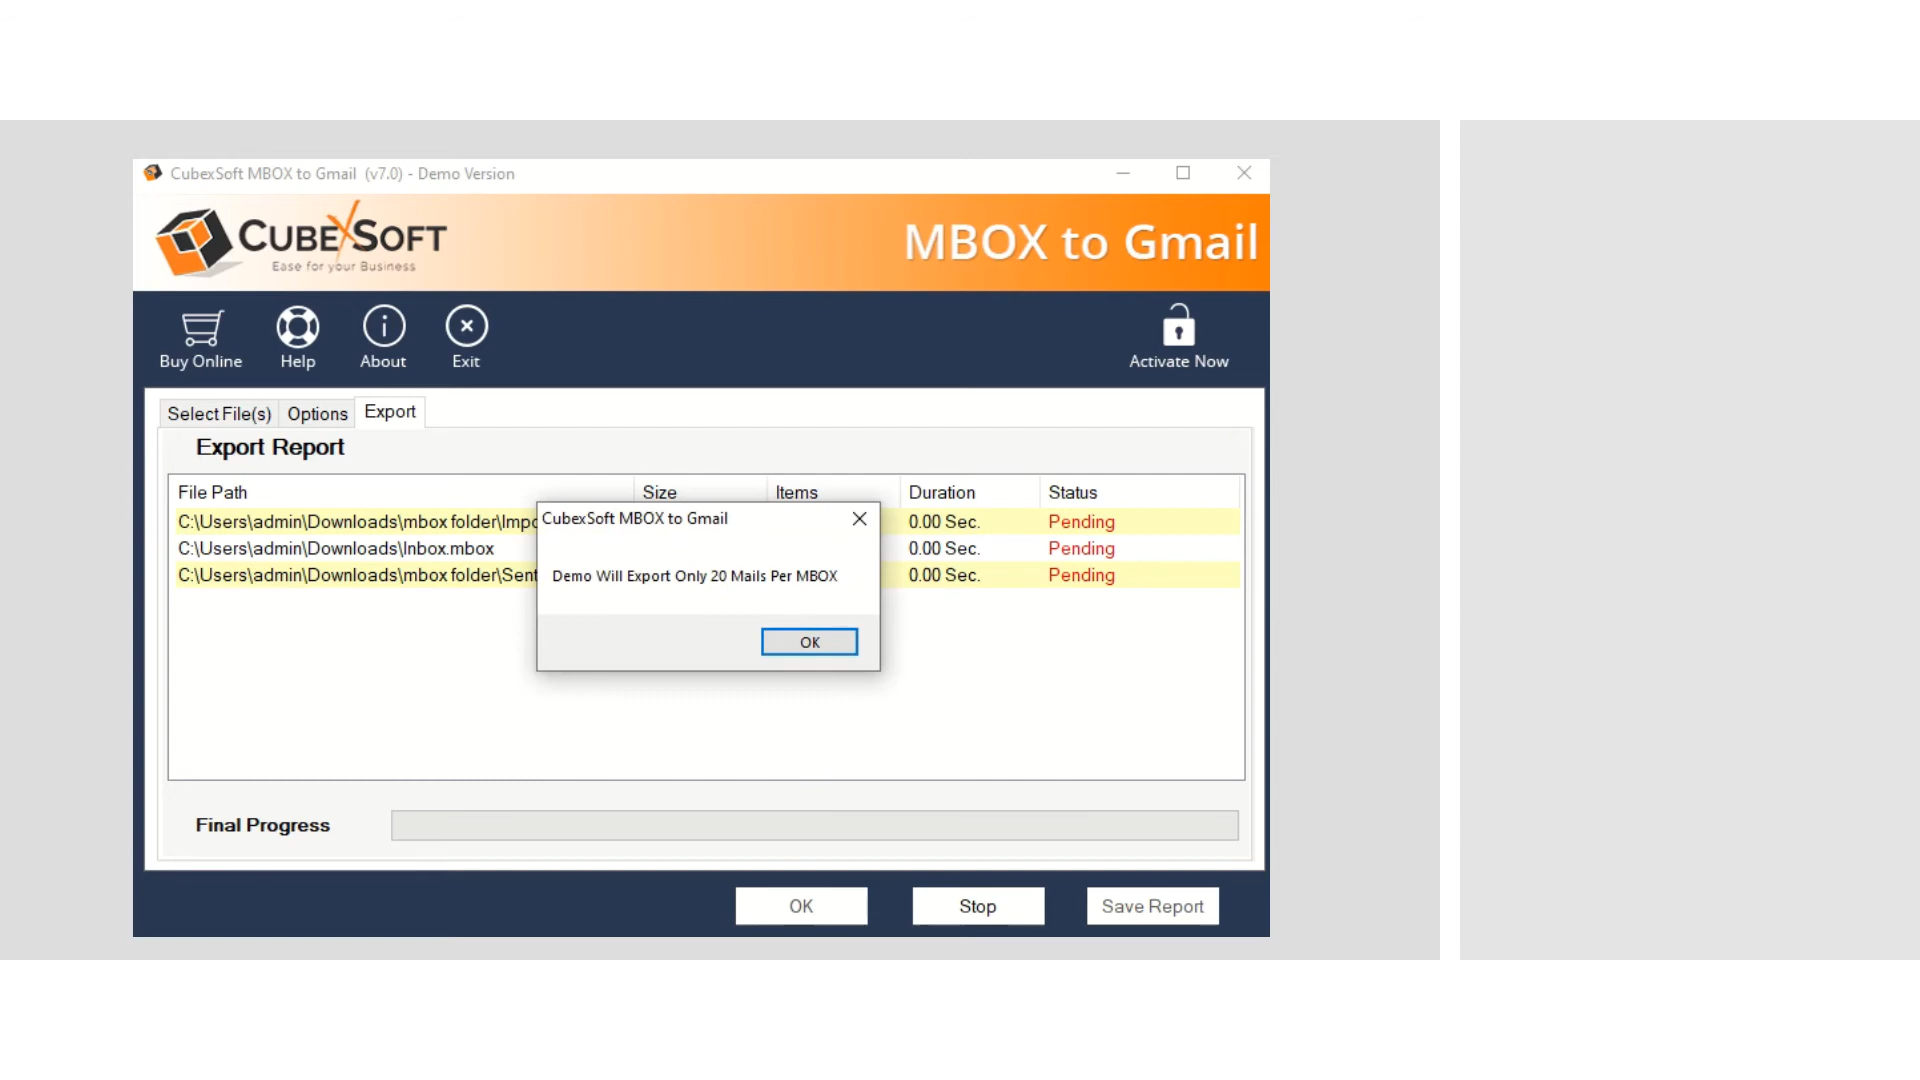 CubexSoft MBOX to Gmail (v7.0) - Demo Version
CUBEXSOFT
Ease for your Business
MBOX to Gmail
Buy Online
Help
About
Exit
Activate Now
Select File(s)
Options
Export
Export Report
File Path
Size
Items
Duration
Status
C:\Users\admin\Downloads\mbox folder\Impo
0.00 Sec.
Pending
C:\Users\admin\Downloads\Inbox.mbox
0.00 Sec.
Pending
C:\Users\admin\Downloads\mbox folder\Sent
0.00 Sec.
Pending
CubexSoft MBOX to Gmail
Demo Will Export Only 20 Mails Per MBOX
OK
Final Progress
OK
Stop
Save Report